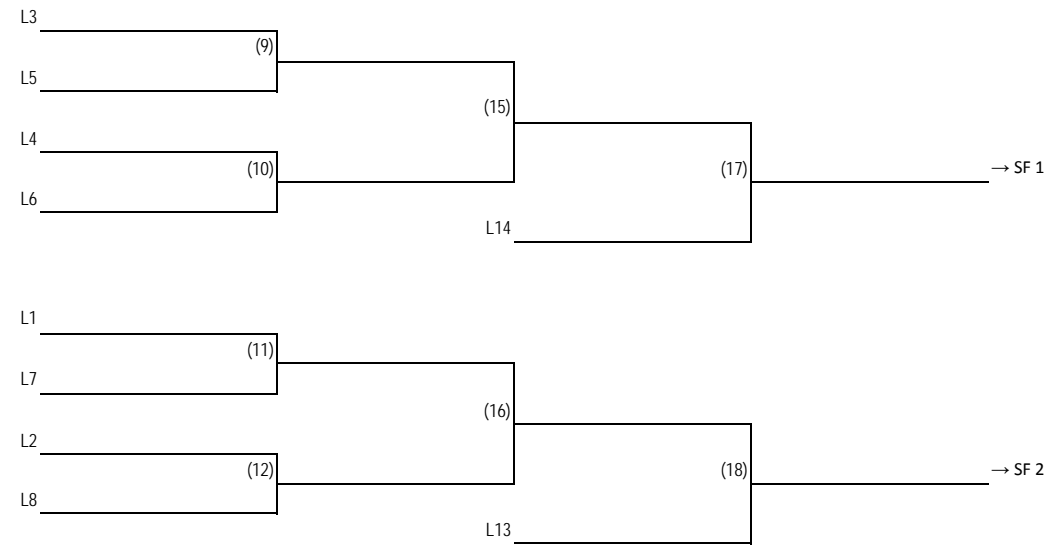 L3
(9)
L5
(15)
L4
(10)
(17)
→ SF 1
L6
L14
L1
(11)
L7
(16)
L2
(12)
(18)
→ SF 2
L8
L13